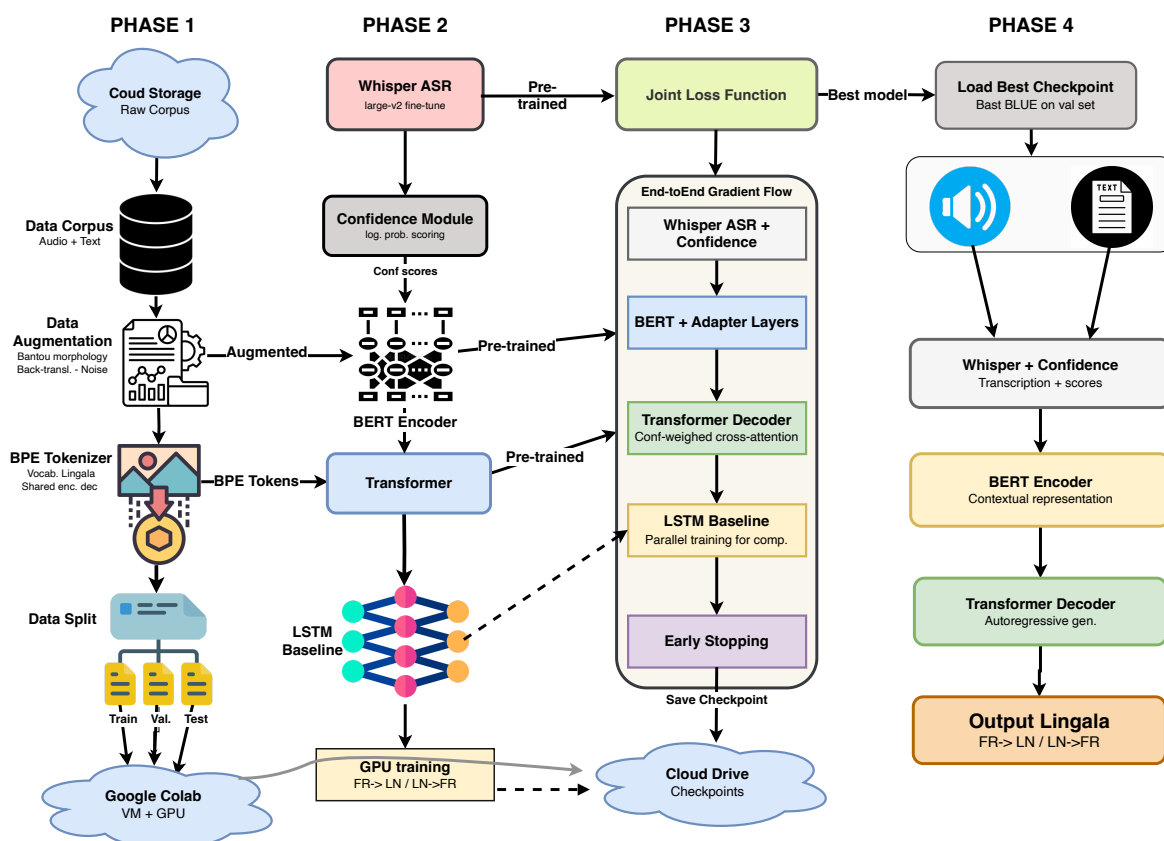 PHASE 1
Coud Storage
Raw Corpus
Data Corpus
Audio + Text
Data
Augmentation
Bantou morphology
Back-transl. - Noise
Augmented
BPE Tokenizer
Vocab. Lingala
Shared enc. dec
BPE Tokens
Data Split
Train
Val.
Test
Google Colab
VM + GPU
PHASE 2
Whisper ASR
large-v2 fine-tune
Pre-
trained
Confidence Module
log. prob. scoring
Conf scores
BERT Encoder
Pre-trained
Transformer
Pre-trained
LSTM
Baseline
GPU training
FR-> LN / LN->FR
PHASE 3
Joint Loss Function
Best model
End-toEnd Gradient Flow
Whisper ASR +
Confidence
BERT + Adapter Layers
Transformer Decoder
Conf-weighed cross-attention
LSTM Baseline
Parallel training for comp.
Early Stopping
Save Checkpoint
Cloud Drive
Checkpoints
PHASE 4
Load Best Checkpoint
Bast BLUE on val set
TEXT
Whisper + Confidence
Transcription + scores
BERT Encoder
Contextual representation
Transformer Decoder
Autoregressive gen.
Output Lingala
FR-> LN / LN->FR